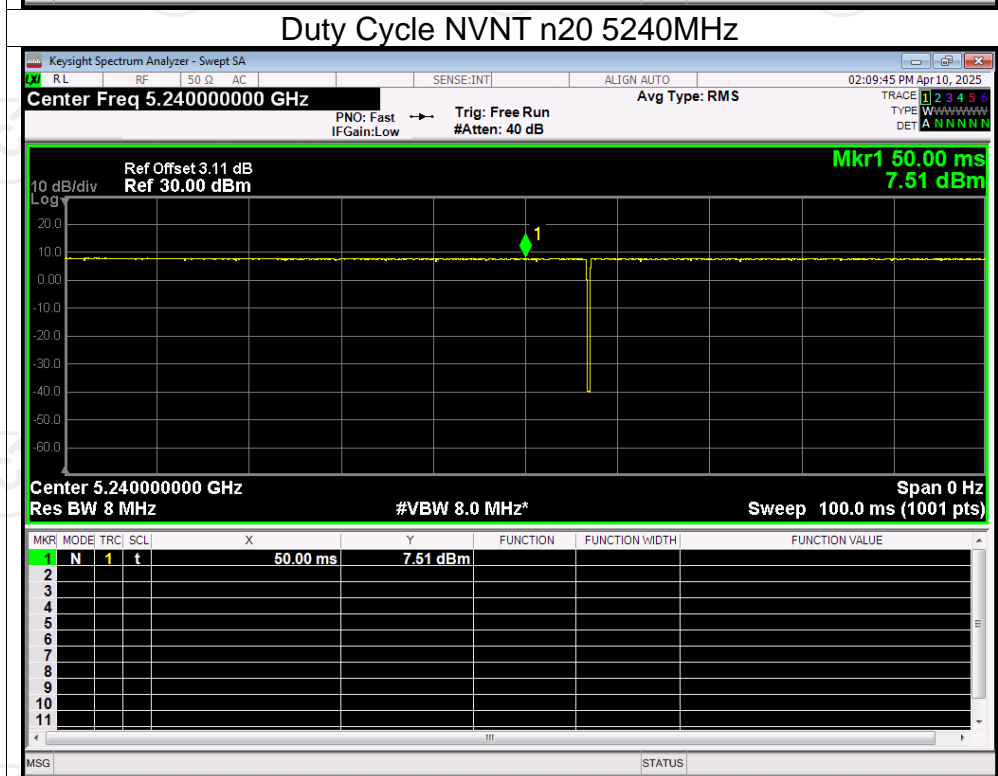 Duty Cycle NVNT n20 5240MHz
Keysight Spectrum Analyzer - Swept SA
LXI RL RF 50 Ω AC SENSE:INT ALIGN AUTO 02:09:45 PM Apr 10, 2025
Center Freq 5.240000000 GHz Avg Type: RMS TRACE 1 2 3 4 5 6
PNO: Fast Trig: Free Run TYPE WWWWWW
IFGain:Low #Atten: 40 dB DET A N N N N N
Mkr1 50.00 ms
Ref Offset 3.11 dB
10 dB/div Ref 30.00 dBm 7.51 dBm
Log
20.0
1
10.0
0.00
-10.0
-20.0
-30.0
-40.0
-50.0
-60.0
Center 5.240000000 GHz Span 0 Hz
Res BW 8 MHz #VBW 8.0 MHz* Sweep 100.0 ms (1001 pts)
MKR MODE TRC SCL X Y FUNCTION FUNCTION WIDTH FUNCTION VALUE
1 N 1 t 50.00 ms 7.51 dBm
2
3
4
5
6
7
8
9
10
11
MSG STATUS